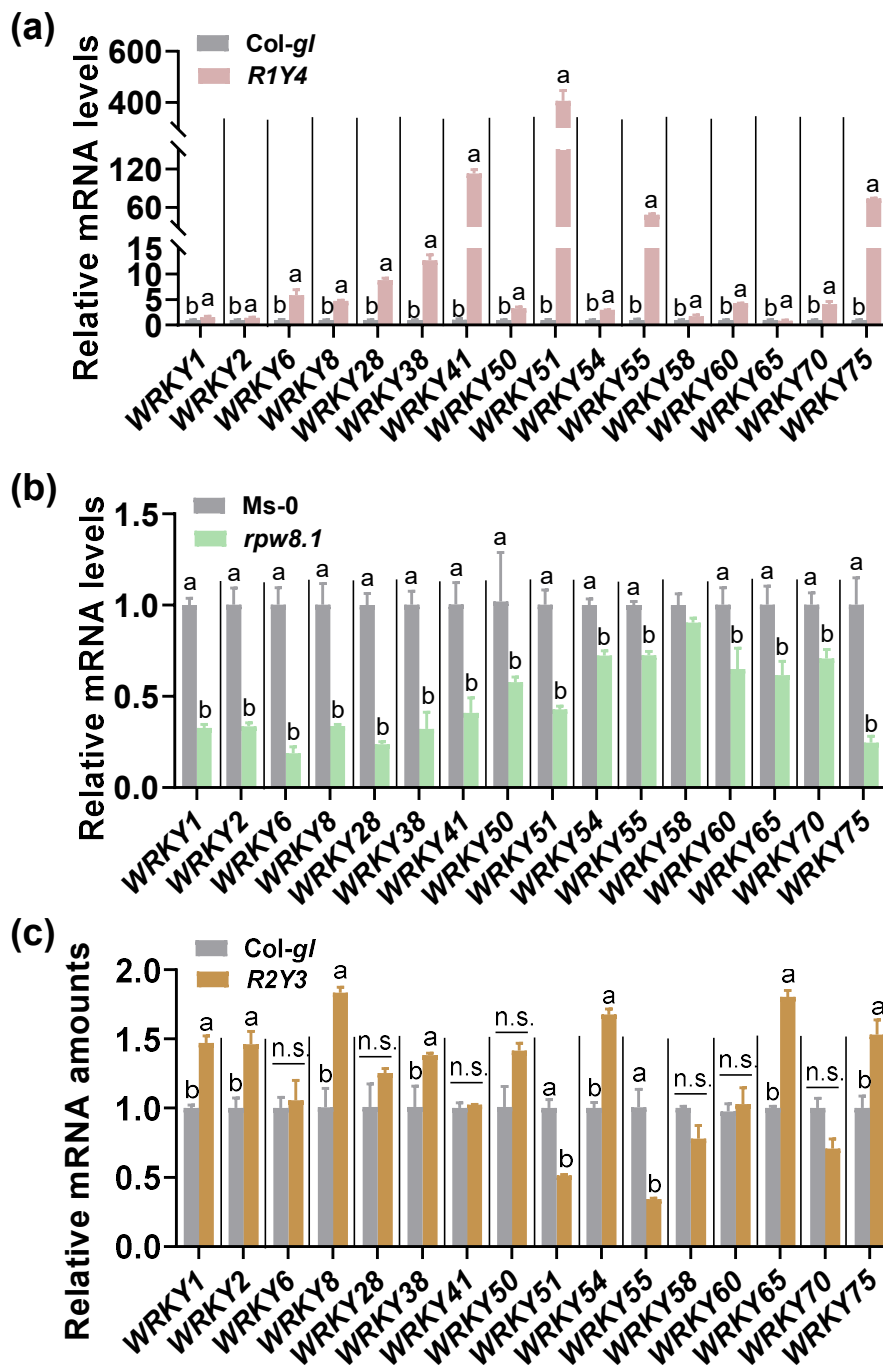 (a)
Col-gl
R1Y4
Relative mRNA levels
600
400
120
60
15
10
5
0
b a b a b a b a b a b a b a b a b a b a b a b a b a b a b a b a
WRKY1 WRKY2 WRKY6 WRKY8 WRKY28 WRKY38 WRKY41 WRKY50 WRKY51 WRKY54 WRKY55 WRKY58 WRKY60 WRKY65 WRKY70 WRKY75
(b)
Ms-0
rpw8.1
Relative mRNA levels
1.5
1.0
0.5
0.0
a b a b a b a b a b a b a b a b a b a b a b a b a b a b a b
WRKY1 WRKY2 WRKY6 WRKY8 WRKY28 WRKY38 WRKY41 WRKY50 WRKY51 WRKY54 WRKY55 WRKY58 WRKY60 WRKY65 WRKY70 WRKY75
(c)
Col-gl
R2Y3
Relative mRNA amounts
2.0
1.5
1.0
0.5
0.0
b a b a n.s. b a n.s. b a n.s. n.s. a b b a a b n.s. n.s. b a n.s. b a
WRKY1 WRKY2 WRKY6 WRKY8 WRKY28 WRKY38 WRKY41 WRKY50 WRKY51 WRKY54 WRKY55 WRKY58 WRKY60 WRKY65 WRKY70 WRKY75